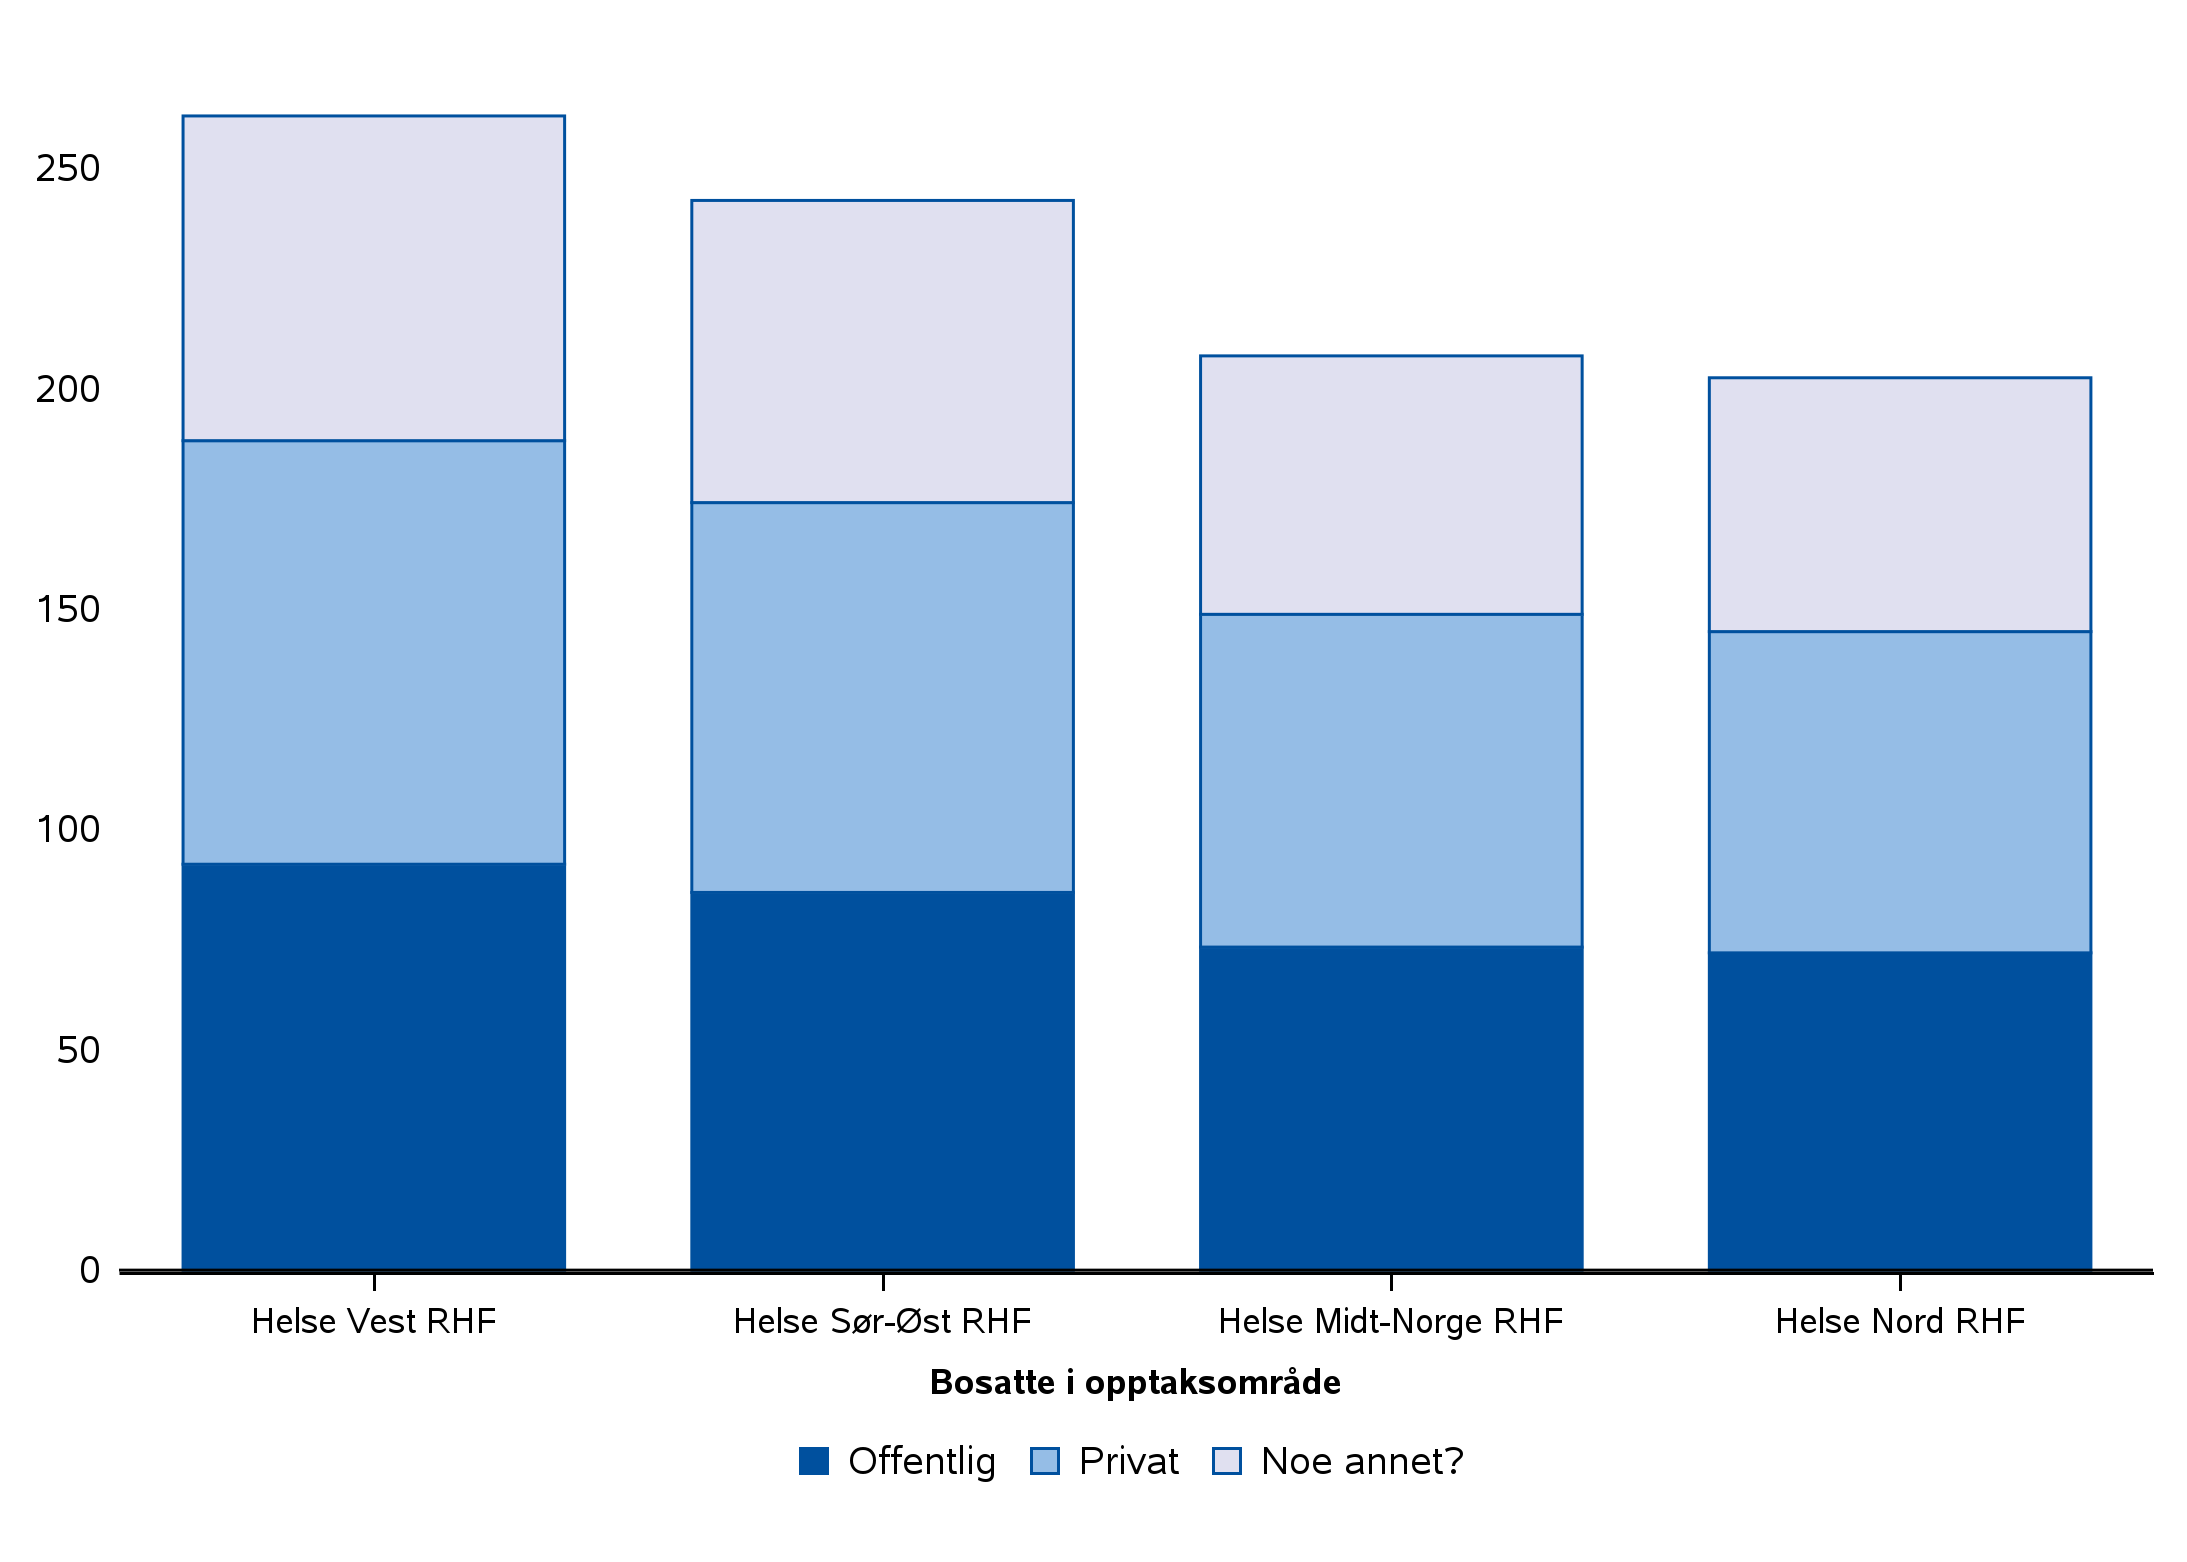 250
200
150
100
50
0
Helse Vest RHF Helse Sør-Øst RHF Helse Midt-Norge RHF Helse Nord RHF
Bosatte i opptaksområde
Offentlig Privat Noe annet?